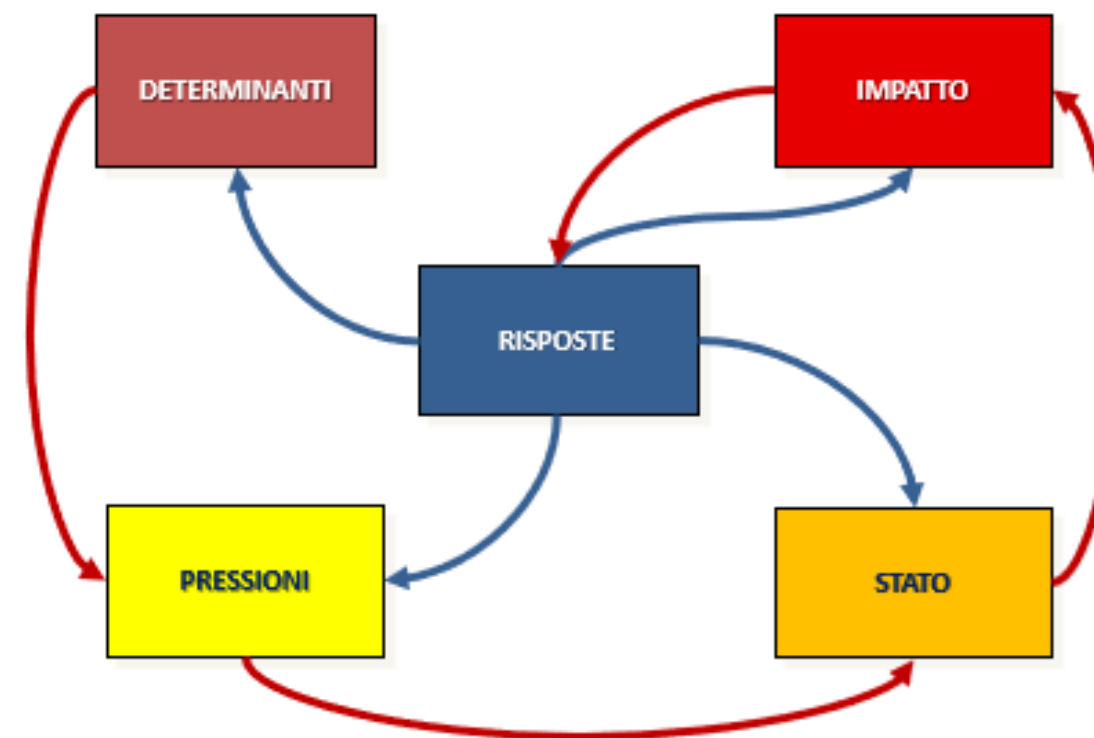 DETERMINANTI
IMPATTO
RISPOSTE
PRESSIONI
STATO